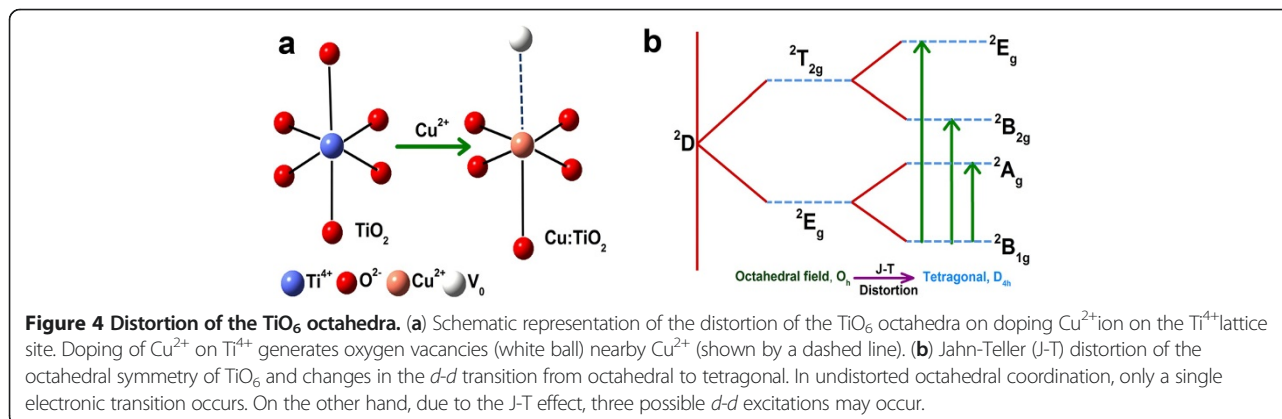 a
Cu²⁺
TiO₂
Cu:TiO₂
Ti⁴⁺ O²⁻ Cu²⁺ V₀
b
²D
²T₂g
²Eg
²Eg
²B₂g
²Ag
²B₁g
Octahedral field, Oₕ J-T Distortion Tetragonal, D₄ₕ
Figure 4 Distortion of the TiO₆ octahedra. (a) Schematic representation of the distortion of the TiO₆ octahedra on doping Cu²⁺ion on the Ti⁴⁺lattice
site. Doping of Cu²⁺ on Ti⁴⁺ generates oxygen vacancies (white ball) nearby Cu²⁺ (shown by a dashed line). (b) Jahn-Teller (J-T) distortion of the
octahedral symmetry of TiO₆ and changes in the d-d transition from octahedral to tetragonal. In undistorted octahedral coordination, only a single
electronic transition occurs. On the other hand, due to the J-T effect, three possible d-d excitations may occur.